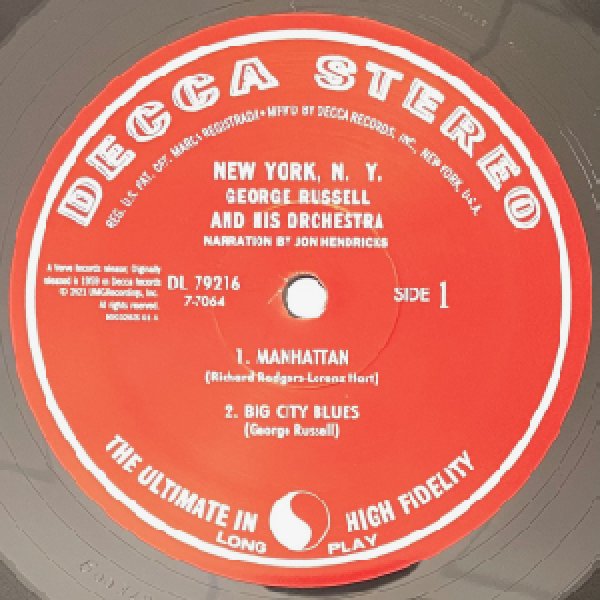 DECCA STEREO
REG. U.S. PAT. OFF. MARCA REGISTRADA • MFR'D BY DECCA RECORDS, INC., NEW YORK, U.S.A.
NEW YORK, N. Y.
GEORGE RUSSELL
AND HIS ORCHESTRA
NARRATION BY JON HENDRICKS
A Verve records release; Originally
released in 1959 on Decca records
© 2021 UMG Recordings, Inc.
All rights reserved.
DL 79216
7-7064
SIDE 1
1. MANHATTAN
(Richard Rodgers-Lorenz Hart)
2. BIG CITY BLUES
(George Russell)
THE ULTIMATE IN HIGH FIDELITY
LONG PLAY